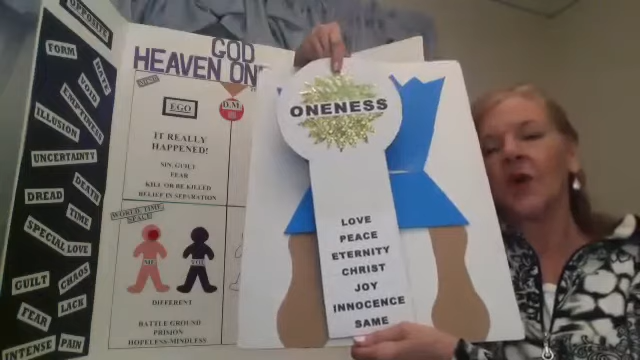 OPPOSITE
FORM
HATE
VOID
EMPTINESS
ILLUSION
UNCERTAINTY
DEATH
DREAD
TIME
SPECIAL LOVE
GUILT
CHAOS
LACK
FEAR
INTENSE PAIN
GOD
HEAVEN ON
EGO
D.M
IT REALLY
HAPPENED!
SIN, GUILT
FEAR
KILL OR BE KILLED
BELIEF IN SEPARATION
WORLD, TIME
SPACE
ME
YOU
DIFFERENT
BATTLE GROUND
PRISON
HOPELESS/MINDLESS
ONENESS
LOVE
PEACE
ETERNITY
CHRIST
JOY
INNOCENCE
SAME